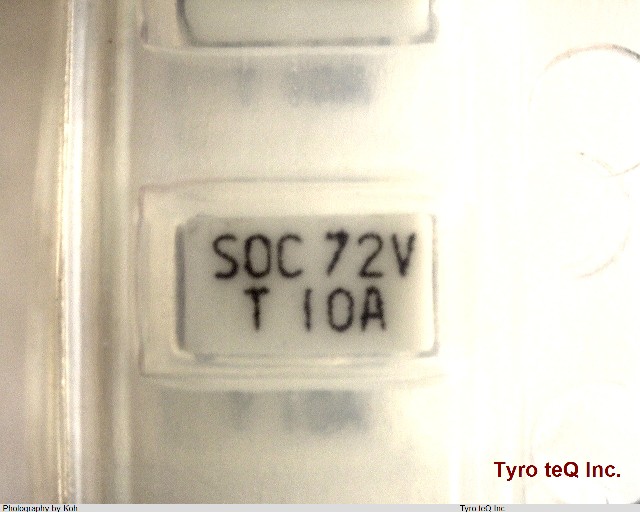 SOC 72V
T 10A
Tyro teQ Inc.
Photography by Koh
Tyro teQ Inc